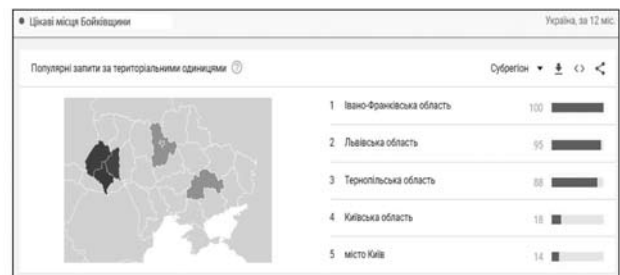 Цікаві місця Бойківщини
Україна, за 12 міс.
Популярні запити за територіальними одиницями ?
Субрегіон
1 Івано-Франківська область 100
2 Львівська область 95
3 Тернопільська область 88
4 Київська область 18
5 місто Київ 14